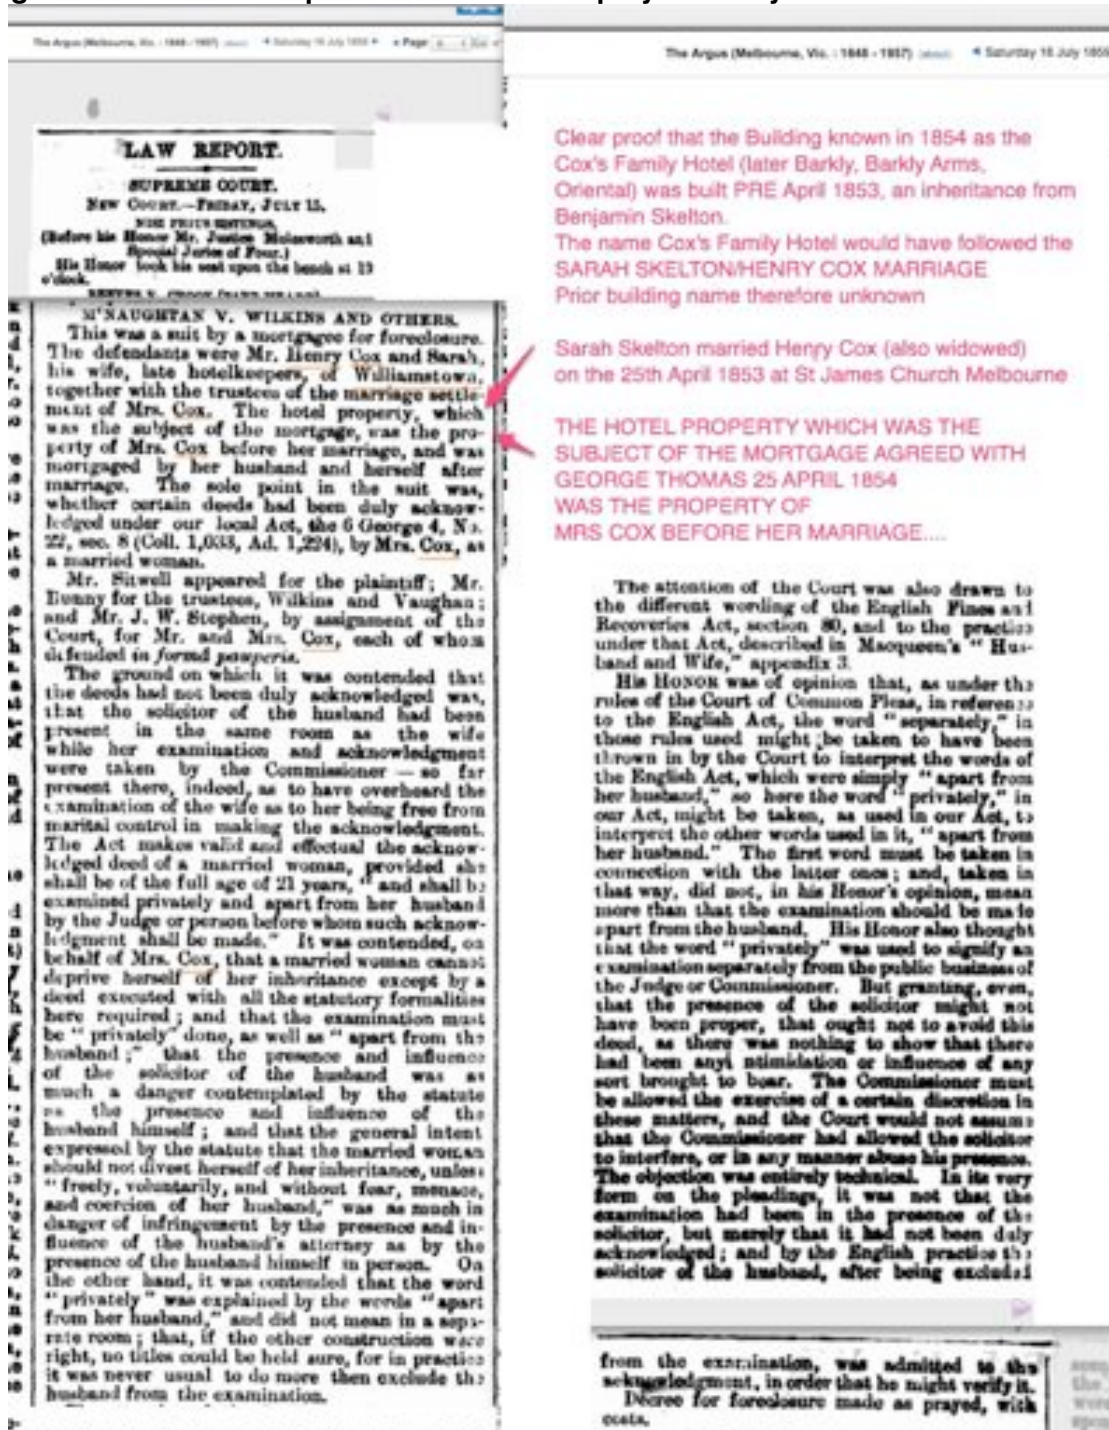 The Argus (Melbourne, Vic. : 1848 - 1957)
Saturday 16 July 1859
Page
The Argus (Melbourne, Vic. : 1848 - 1957)
Saturday 16 July 1859
LAW REPORT.
SUPREME COURT.
NEW COURT.—FRIDAY, JULY 15.
NISI PRIUS SITTINGS.
(Before his Honor Mr. Justice Molesworth and
Special Juries of Four.)
His Honor took his seat upon the bench at 10
o'clock.
M'NAUGHTAN V. WILKINS AND OTHERS.
This was a suit by a mortgagee for foreclosure.
The defendants were Mr. Henry Cox and Sarah,
his wife, late hotelkeepers, of Williamstown,
together with the trustees of the marriage settle-
ment of Mrs. Cox. The hotel property, which
was the subject of the mortgage, was the pro-
perty of Mrs. Cox before her marriage, and was
mortgaged by her husband and herself after
marriage. The sole point in the suit was,
whether certain deeds had been duly acknow-
ledged under our local Act, the 6 George 4, No.
22, sec. 8 (Coll. 1,033, Ad. 1,224), by Mrs. Cox, as
a married woman.
Mr. Sitwell appeared for the plaintiff; Mr.
Bunny for the trustees, Wilkins and Vaughan;
and Mr. J. W. Stephen, by assignment of the
Court, for Mr. and Mrs. Cox, each of whom
defended in formâ pauperis.
The ground on which it was contended that
the deeds had not been duly acknowledged was,
that the solicitor of the husband had been
present in the same room as the wife
while her examination and acknowledgment
were taken by the Commissioner — so far
present there, indeed, as to have overheard the
examination of the wife as to her being free from
marital control in making the acknowledgment.
The Act makes valid and effectual the acknow-
ledged deed of a married woman, provided she
shall be of the full age of 21 years, "and shall be
examined privately and apart from her husband
by the Judge or person before whom such acknow-
ledgment shall be made." It was contended, on
behalf of Mrs. Cox, that a married woman cannot
deprive herself of her inheritance except by a
deed executed with all the statutory formalities
here required; and that the examination must
be "privately" done, as well as "apart from the
husband;" that the presence and influence
of the solicitor of the husband was as
much a danger contemplated by the statute
as the presence and influence of the
husband himself; and that the general intent
expressed by the statute that the married woman
should not divest herself of her inheritance, unless
"freely, voluntarily, and without fear, menace,
and coercion of her husband," was as much in
danger of infringement by the presence and in-
fluence of the husband's attorney as by the
presence of the husband himself in person. On
the other hand, it was contended that the word
"privately" was explained by the words "apart
from her husband," and did not mean in a sepa-
rate room; that, if the other construction were
right, no titles could be held sure, for in practice
it was never usual to do more then exclude the
husband from the examination.
Clear proof that the Building known in 1854 as the
Cox's Family Hotel (later Barkly, Barkly Arms,
Oriental) was built PRE April 1853, an inheritance from
Benjamin Skelton.
The name Cox's Family Hotel would have followed the
SARAH SKELTON/HENRY COX MARRIAGE
Prior building name therefore unknown
Sarah Skelton married Henry Cox (also widowed)
on the 25th April 1853 at St James Church Melbourne
THE HOTEL PROPERTY WHICH WAS THE
SUBJECT OF THE MORTGAGE AGREED WITH
GEORGE THOMAS 25 APRIL 1854
WAS THE PROPERTY OF
MRS COX BEFORE HER MARRIAGE....
The attention of the Court was also drawn to
the different wording of the English Fines and
Recoveries Act, section 80, and to the practice
under that Act, described in Macqueen's "Hus-
band and Wife," appendix 3.
His HONOR was of opinion that, as under the
rules of the Court of Common Pleas, in reference
to the English Act, the word "separately," in
those rules used might be taken to have been
thrown in by the Court to interpret the words of
the English Act, which were simply "apart from
her husband," so here the word "privately," in
our Act, might be taken, as used in our Act, to
interpret the other words used in it, "apart from
her husband." The first word must be taken in
connection with the latter ones; and, taken in
that way, did not, in his Honor's opinion, mean
more than that the examination should be made
apart from the husband. His Honor also thought
that the word "privately" was used to signify an
examination separately from the public business of
the Judge or Commissioner. But granting, even,
that the presence of the solicitor might not
have been proper, that ought not to avoid this
deed, as there was nothing to show that there
had been anyi ntimidation or influence of any
sort brought to bear. The Commissioner must
be allowed the exercise of a certain discretion in
these matters, and the Court would not assume
that the Commissioner had allowed the solicitor
to interfere, or in any manner abuse his presence.
The objection was entirely technical. In its very
form on the pleadings, it was not that the
examination had been in the presence of the
solicitor, but merely that it had not been duly
acknowledged; and by the English practice the
solicitor of the husband, after being excluded
from the examination, was admitted to the
acknowledgment, in order that he might verify it.
Decree for foreclosure made as prayed, with
costs.